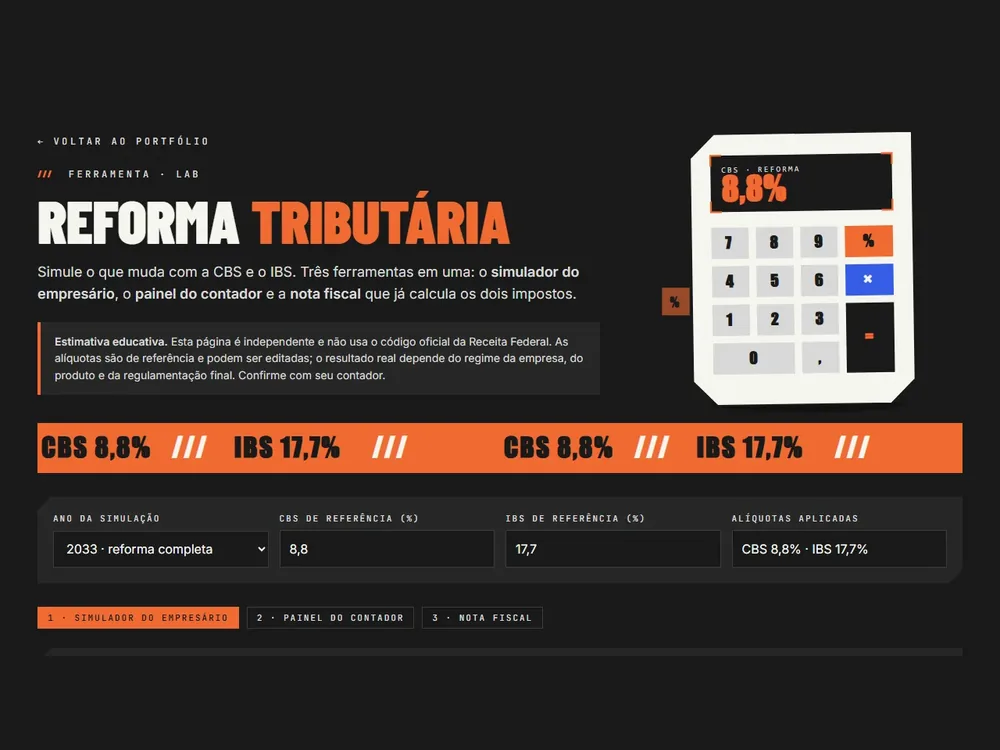 ← VOLTAR AO PORTFÓLIO
/// FERRAMENTA · LAB
REFORMA TRIBUTÁRIA
Simule o que muda com a CBS e o IBS. Três ferramentas em uma: o simulador do
empresário, o painel do contador e a nota fiscal que já calcula os dois impostos.
Estimativa educativa. Esta página é independente e não usa o código oficial da Receita Federal. As
alíquotas são de referência e podem ser editadas; o resultado real depende do regime da empresa, do
produto e da regulamentação final. Confirme com seu contador.
CBS · REFORMA
8,8%
7 8 9 %
4 5 6 ×
%
1 2 3
=
0 ,
CBS 8,8% /// IBS 17,7% /// CBS 8,8% /// IBS 17,7% ///
ANO DA SIMULAÇÃO
2033 · reforma completa
CBS DE REFERÊNCIA (%)
8,8
IBS DE REFERÊNCIA (%)
17,7
ALÍQUOTAS APLICADAS
CBS 8,8% · IBS 17,7%
1 · SIMULADOR DO EMPRESÁRIO
2 · PAINEL DO CONTADOR
3 · NOTA FISCAL